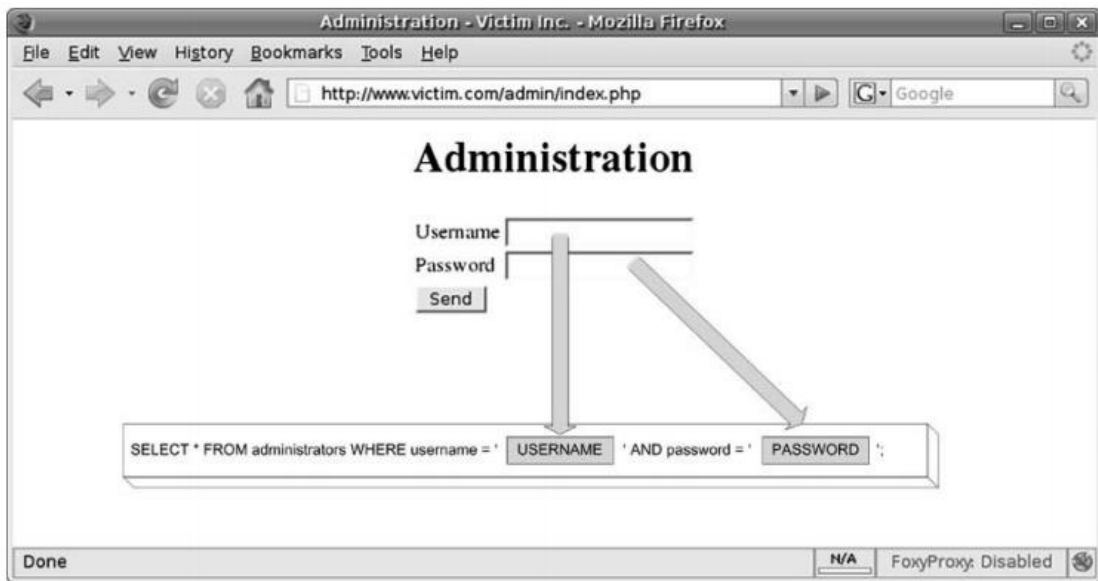 Administration - Victim Inc. - Mozilla Firefox
File Edit View History Bookmarks Tools Help
http://www.victim.com/admin/index.php G Google
Administration
Username
Password
Send
SELECT * FROM administrators WHERE username = ' USERNAME ' AND password = ' PASSWORD ';
Done N/A FoxyProxy: Disabled